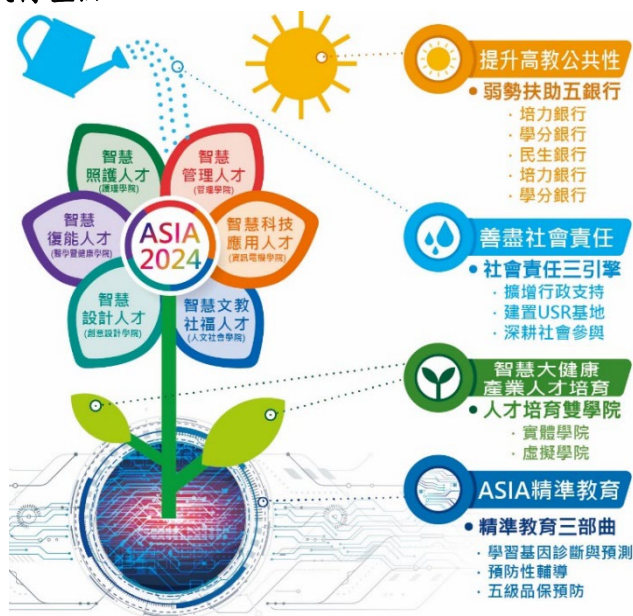 智慧
照護人才
(護理學院)
智慧
管理人才
(管理學院)
智慧
復能人才
(醫學暨健康學院)
ASIA
2024
智慧科技
應用人才
(資訊電機學院)
智慧
設計人才
(創意設計學院)
智慧文教
社福人才
(人文社會學院)
提升高教公共性
• 弱勢扶助五銀行
· 培力銀行
· 學分銀行
· 民生銀行
· 培力銀行
· 學分銀行
善盡社會責任
• 社會責任三引擎
· 擴增行政支持
· 建置USR基地
· 深耕社會參與
智慧大健康
產業人才培育
• 人才培育雙學院
· 實體學院
· 虛擬學院
ASIA精準教育
• 精準教育三部曲
· 學習基因診斷與預測
· 預防性輔導
· 五級品保預防